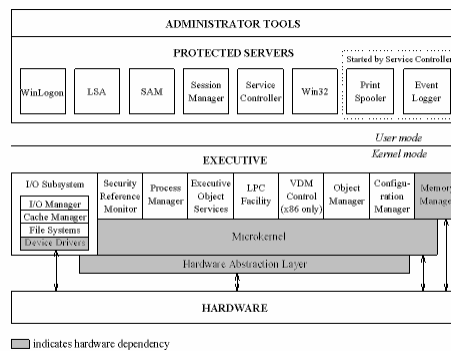 ADMINISTRATOR TOOLS
PROTECTED SERVERS
Started by Service Controller
WinLogon
LSA
SAM
Session
Manager
Service
Controller
Win32
Print
Spooler
Event
Logger
User mode
Kernel mode
EXECUTIVE
I/O Subsystem
I/O Manager
Cache Manager
File Systems
Device Drivers
Security
Reference
Monitor
Process
Manager
Executive
Object
Services
LPC
Facility
VDM
Control
(x86 only)
Object
Manager
Configu-
ration
Manager
Memory
Manage
Microkernel
Hardware Abstraction Layer
HARDWARE
indicates hardware dependency